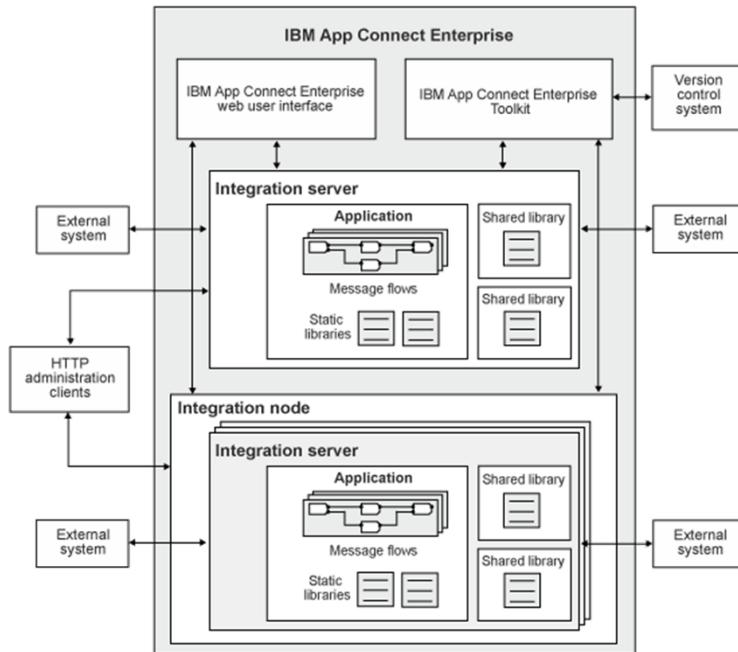 IBM App Connect Enterprise
IBM App Connect Enterprise
web user interface
IBM App Connect Enterprise
Toolkit
Version
control
system
Integration server
External
system
Application
Message flows
Static
libraries
Shared library
Shared library
External
system
HTTP
administration
clients
Integration node
Integration server
External
system
Application
Message flows
Static
libraries
Shared library
Shared library
External
system